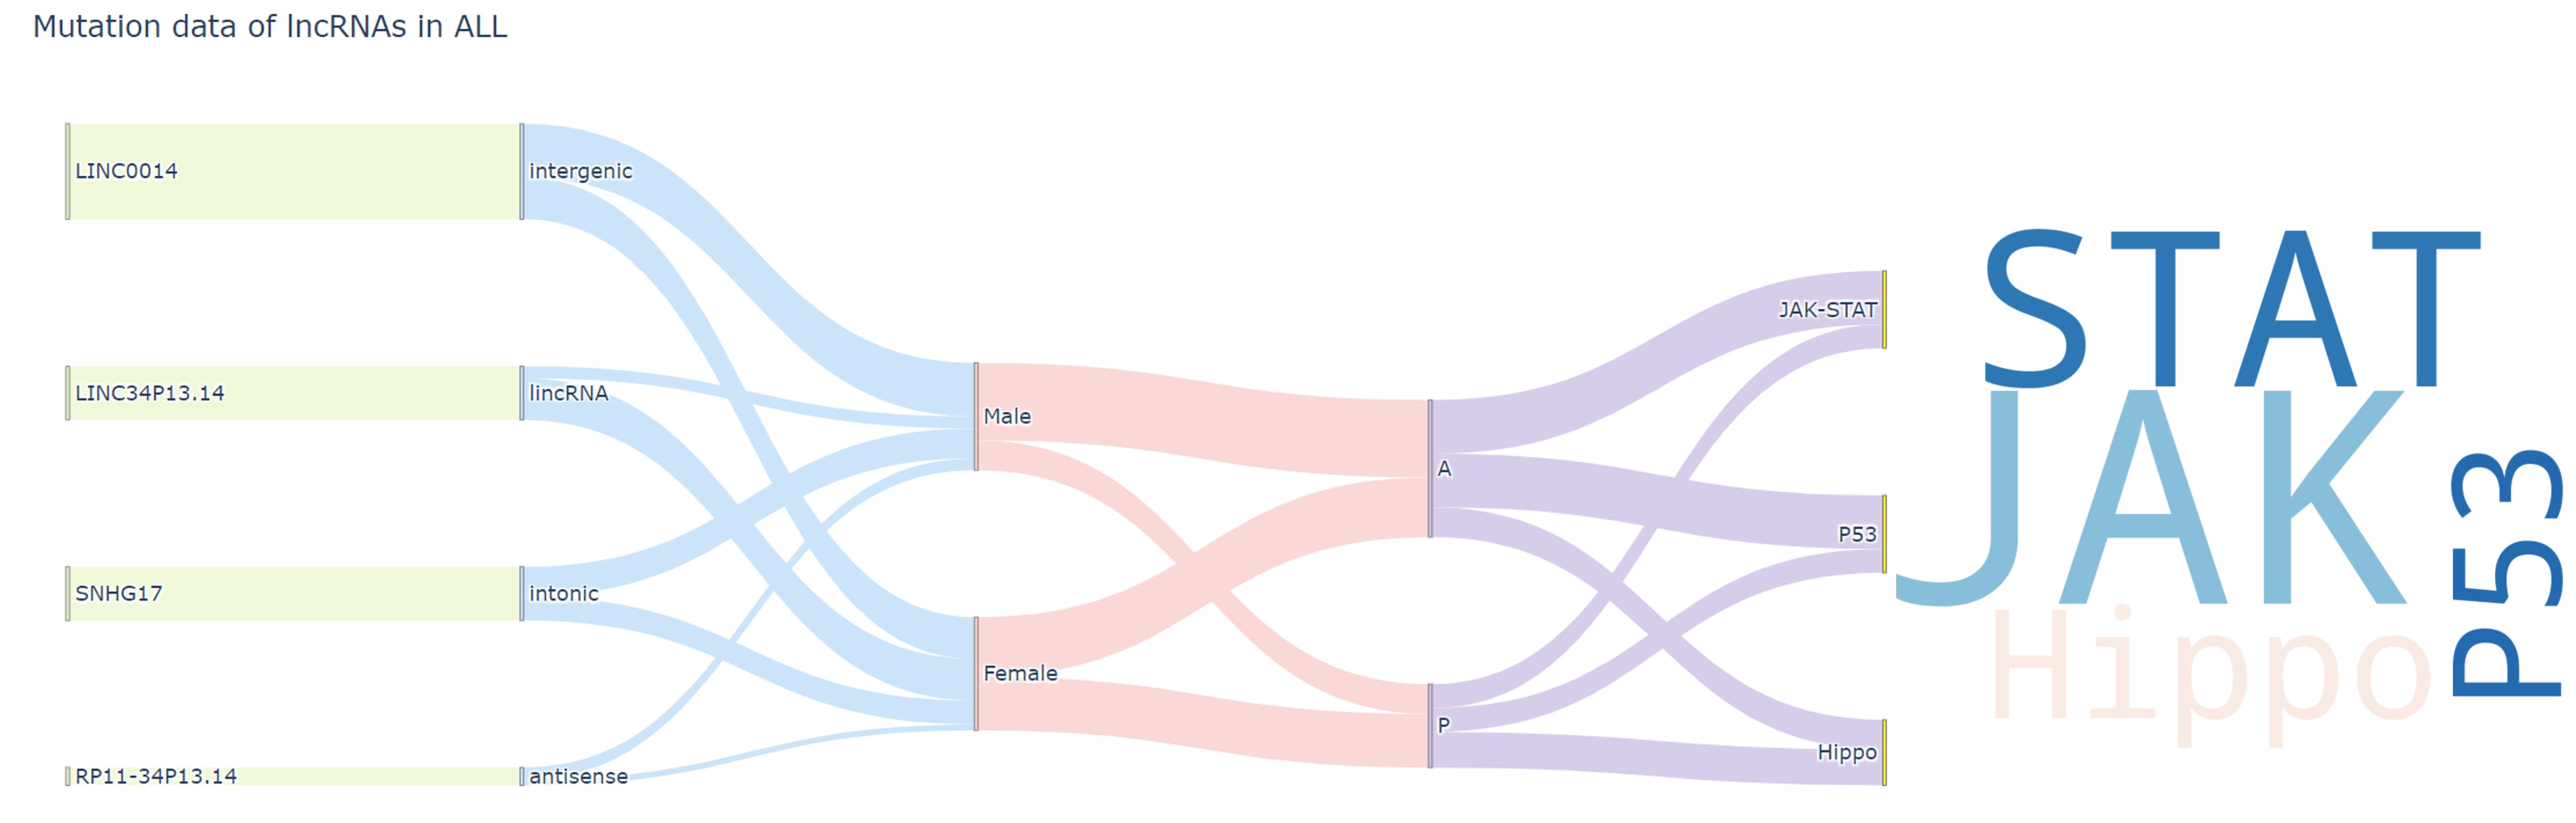 Mutation data of lncRNAs in ALL
LINC0014
intergenic
LINC34P13.14
lincRNA
SNHG17
intonic
RP11-34P13.14
antisense
Male
Female
A
P
JAK-STAT
P53
Hippo
STAT
JAK
Hippo
P53